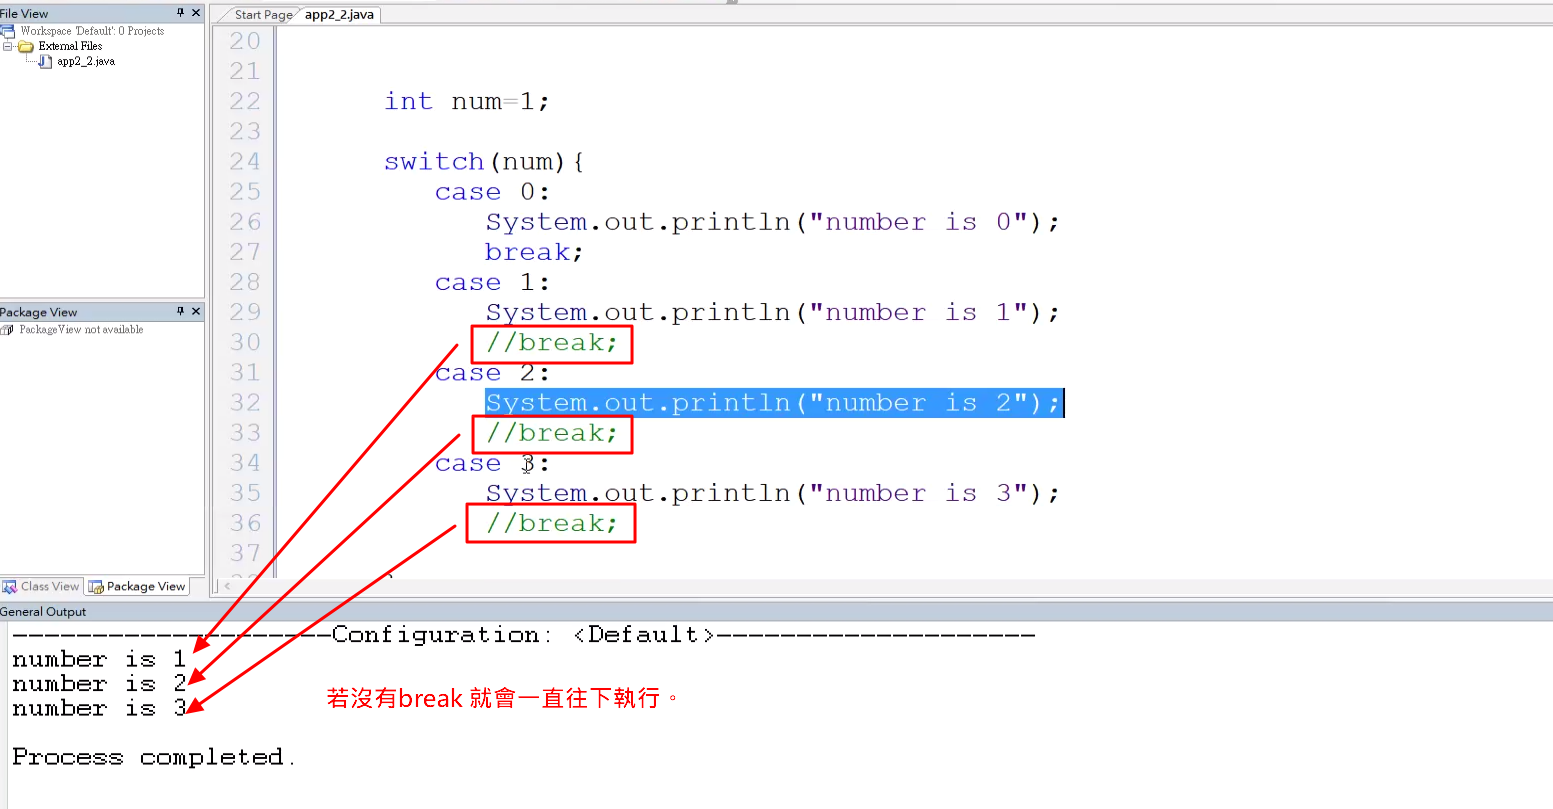 File View
Workspace 'Default': 0 Projects
External Files
app2_2.java
Package View
PackageView not available
Class View
Package View
Start Page
app2_2.java
20
21
22 int num=1;
23
24 switch(num){
25 case 0:
26 System.out.println("number is 0");
27 break;
28 case 1:
29 System.out.println("number is 1");
30 //break;
31 case 2:
32 System.out.println("number is 2");
33 //break;
34 case 3:
35 System.out.println("number is 3");
36 //break;
37
General Output
--------------------Configuration: <Default>--------------------
number is 1
number is 2
number is 3
若沒有break 就會一直往下執行。
Process completed.